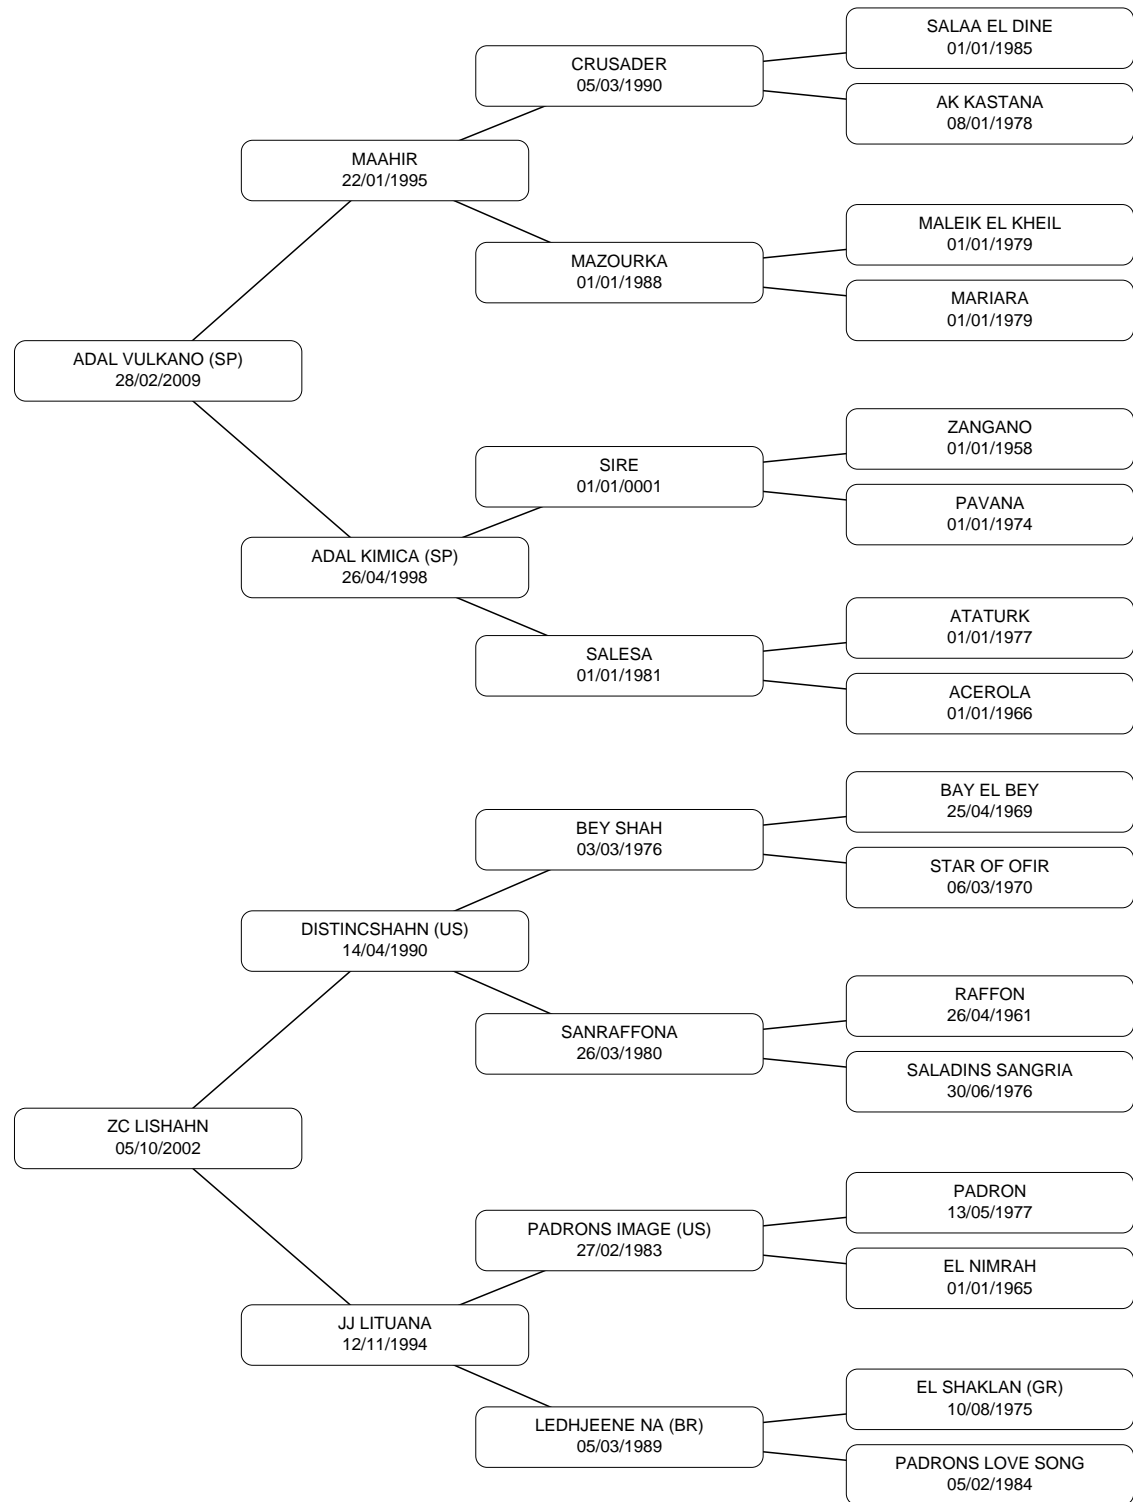 SALAA EL DINE
01/01/1985
CRUSADER
05/03/1990
AK KASTANA
08/01/1978
MAAHIR
22/01/1995
MALEIK EL KHEIL
01/01/1979
MAZOURKA
01/01/1988
MARIARA
01/01/1979
ADAL VULKANO (SP)
28/02/2009
ZANGANO
01/01/1958
SIRE
01/01/0001
PAVANA
01/01/1974
ADAL KIMICA (SP)
26/04/1998
ATATURK
01/01/1977
SALESA
01/01/1981
ACEROLA
01/01/1966
BAY EL BEY
25/04/1969
BEY SHAH
03/03/1976
STAR OF OFIR
06/03/1970
DISTINCSHAHN (US)
14/04/1990
RAFFON
26/04/1961
SANRAFFONA
26/03/1980
SALADINS SANGRIA
30/06/1976
ZC LISHAHN
05/10/2002
PADRON
13/05/1977
PADRONS IMAGE (US)
27/02/1983
EL NIMRAH
01/01/1965
JJ LITUANA
12/11/1994
EL SHAKLAN (GR)
10/08/1975
LEDHJEENE NA (BR)
05/03/1989
PADRONS LOVE SONG
05/02/1984